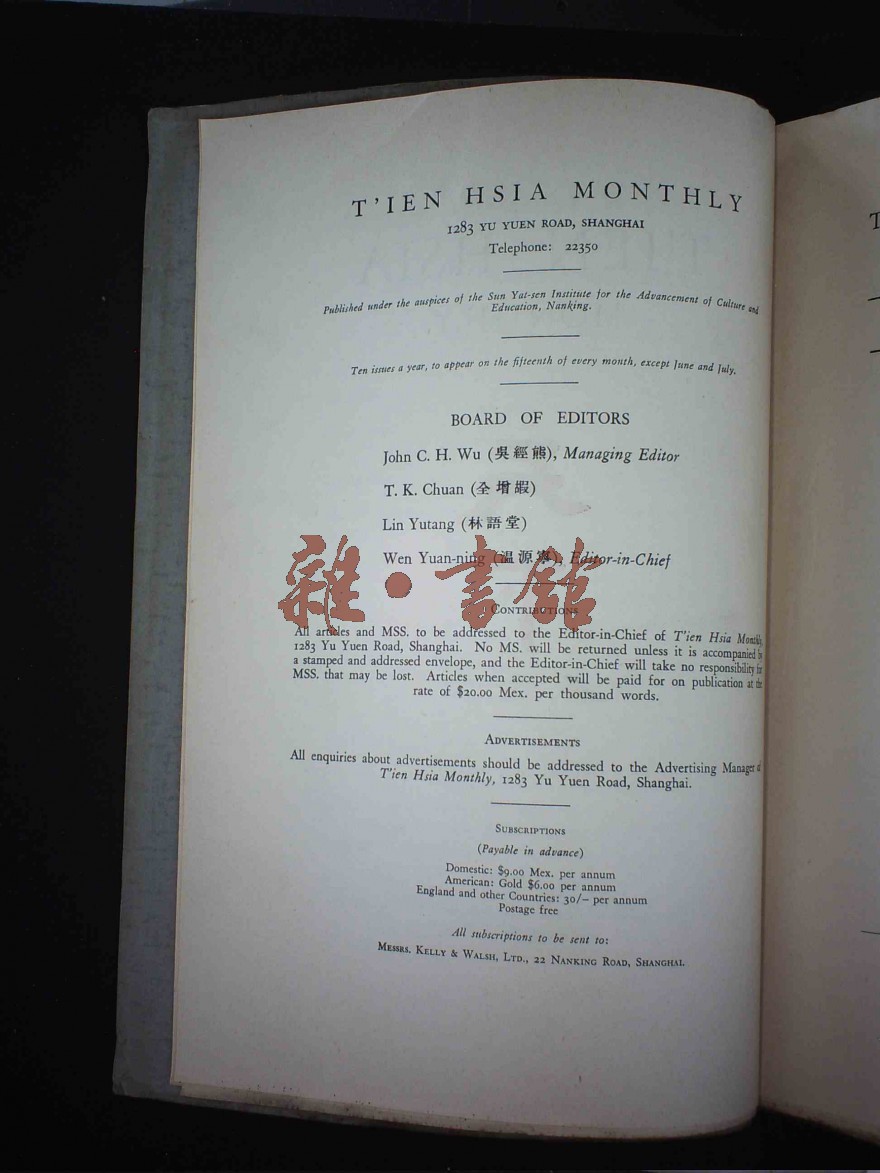 T'IEN HSIA MONTHLY
1283 YU YUEN ROAD, SHANGHAI
Telephone: 22350
Published under the auspices of the Sun Yat-sen Institute for the Advancement of Culture and
Education, Nanking.
Ten issues a year, to appear on the fifteenth of every month, except June and July.
BOARD OF EDITORS
John C. H. Wu (吳經熊), Managing Editor
T. K. Chuan (全增嘏)
Lin Yutang (林語堂)
Wen Yuan-ning (温源寧), Editor-in-Chief
雜·書館
CONTRIBUTIONS
All articles and MSS. to be addressed to the Editor-in-Chief of T'ien Hsia Monthly,
1283 Yu Yuen Road, Shanghai. No MS. will be returned unless it is accompanied by
a stamped and addressed envelope, and the Editor-in-Chief will take no responsibility for
MSS. that may be lost. Articles when accepted will be paid for on publication at the
rate of $20.00 Mex. per thousand words.
ADVERTISEMENTS
All enquiries about advertisements should be addressed to the Advertising Manager of
T'ien Hsia Monthly, 1283 Yu Yuen Road, Shanghai.
SUBSCRIPTIONS
(Payable in advance)
Domestic: $9.00 Mex. per annum
American: Gold $6.00 per annum
England and other Countries: 30/– per annum
Postage free
All subscriptions to be sent to:
MESSRS. KELLY & WALSH, LTD., 22 NANKING ROAD, SHANGHAI.